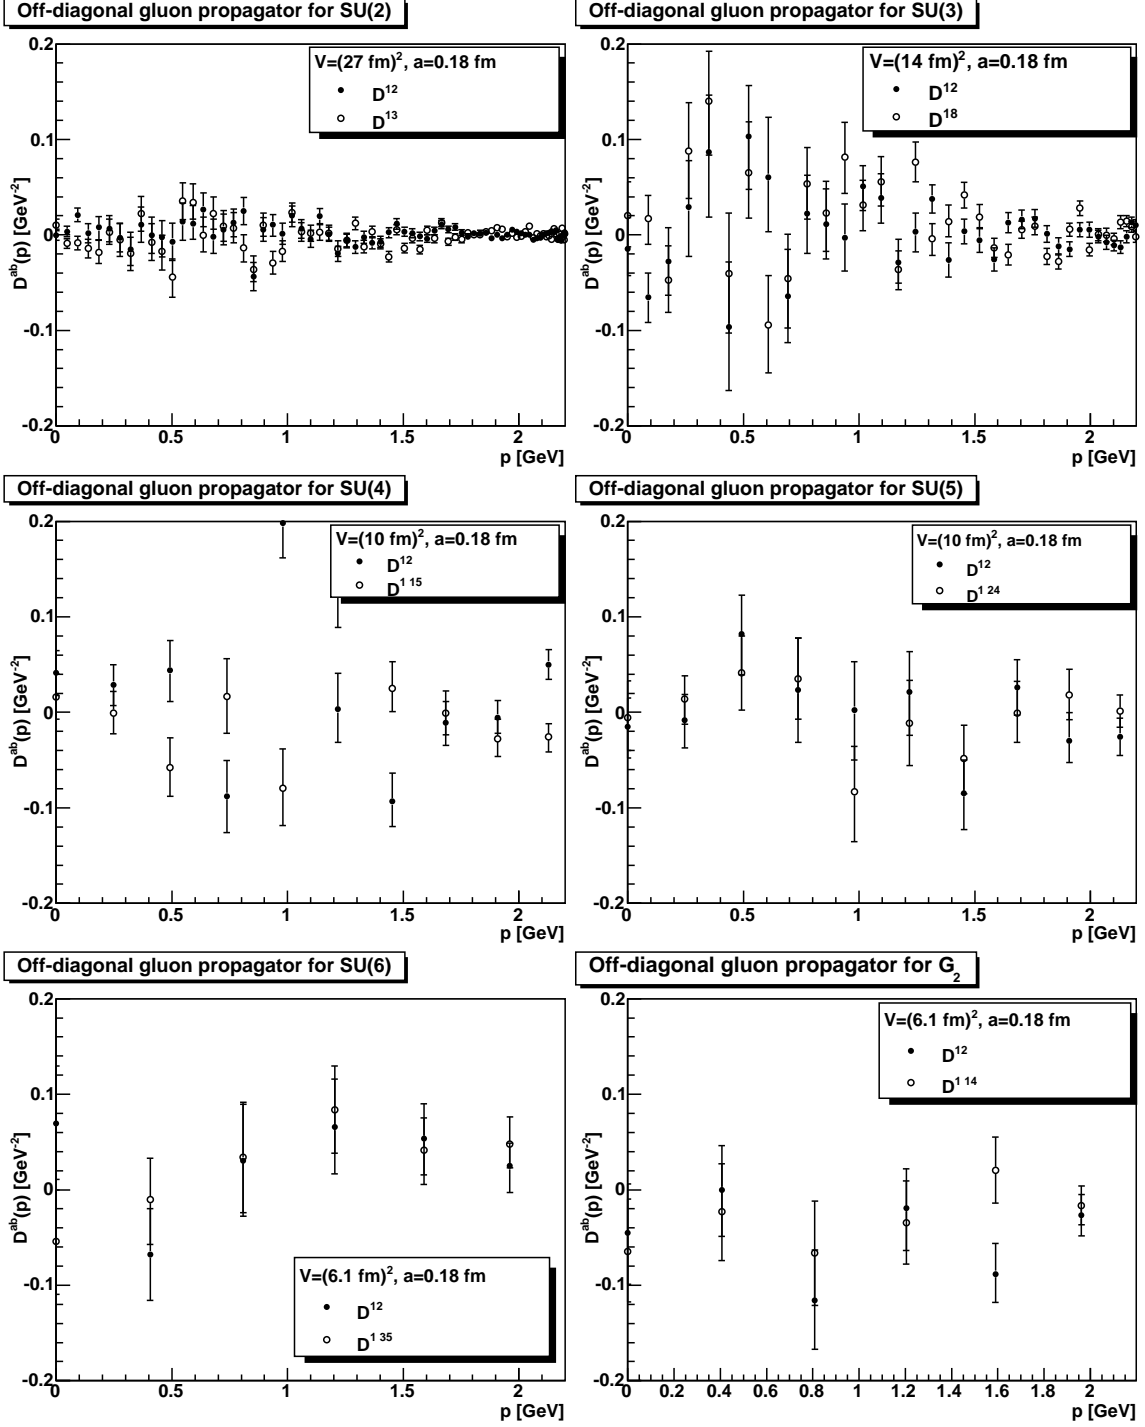 Off-diagonal gluon propagator for SU(2)
V=(27 fm)², a=0.18 fm
D¹²
D¹³
Dᵃᵇ(p) [GeV⁻²]
0.2
0.1
0
-0.1
-0.2
0 0.5 1 1.5 2
p [GeV]
Off-diagonal gluon propagator for SU(3)
V=(14 fm)², a=0.18 fm
D¹²
D¹⁸
Dᵃᵇ(p) [GeV⁻²]
0.2
0.1
0
-0.1
-0.2
0 0.5 1 1.5 2
p [GeV]
Off-diagonal gluon propagator for SU(4)
V=(10 fm)², a=0.18 fm
D¹²
D¹ ¹⁵
Dᵃᵇ(p) [GeV⁻²]
0.2
0.1
0
-0.1
-0.2
0 0.5 1 1.5 2
p [GeV]
Off-diagonal gluon propagator for SU(5)
V=(10 fm)², a=0.18 fm
D¹²
D¹ ²⁴
Dᵃᵇ(p) [GeV⁻²]
0.2
0.1
0
-0.1
-0.2
0 0.5 1 1.5 2
p [GeV]
Off-diagonal gluon propagator for SU(6)
V=(6.1 fm)², a=0.18 fm
D¹²
D¹ ³⁵
Dᵃᵇ(p) [GeV⁻²]
0.2
0.1
0
-0.1
-0.2
0 0.5 1 1.5 2
p [GeV]
Off-diagonal gluon propagator for G₂
V=(6.1 fm)², a=0.18 fm
D¹²
D¹ ¹⁴
Dᵃᵇ(p) [GeV⁻²]
0.2
0.1
0
-0.1
-0.2
0 0.2 0.4 0.6 0.8 1 1.2 1.4 1.6 1.8 2
p [GeV]